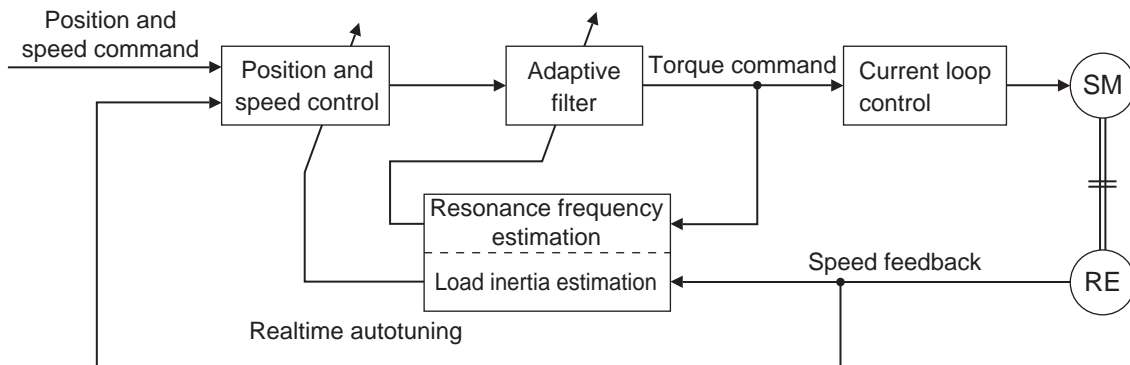 Position and
speed command
Position and
speed control
Adaptive
filter
Torque command
Current loop
control
SM
Resonance frequency
estimation
Load inertia estimation
Speed feedback
RE
Realtime autotuning